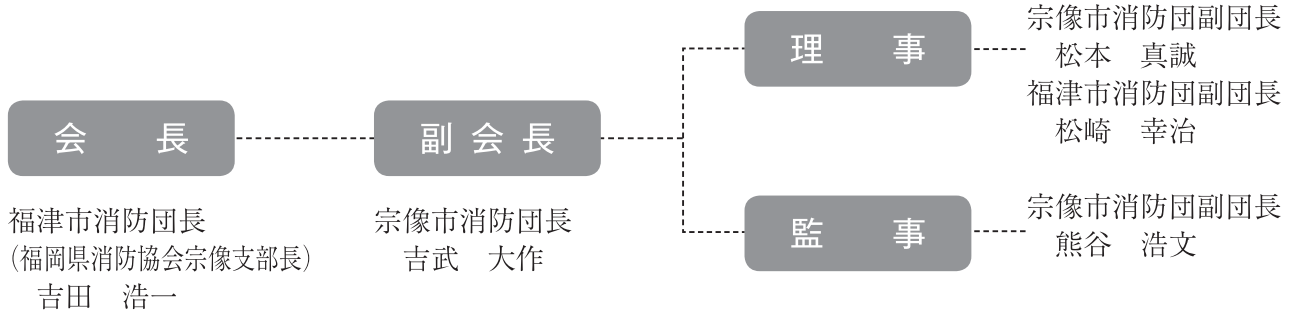 会　長
福津市消防団長
（福岡県消防協会宗像支部長）
吉田　浩一
副会長
宗像市消防団長
吉武　大作
理　事
宗像市消防団副団長
松本　真誠
福津市消防団副団長
松崎　幸治
監　事
宗像市消防団副団長
熊谷　浩文